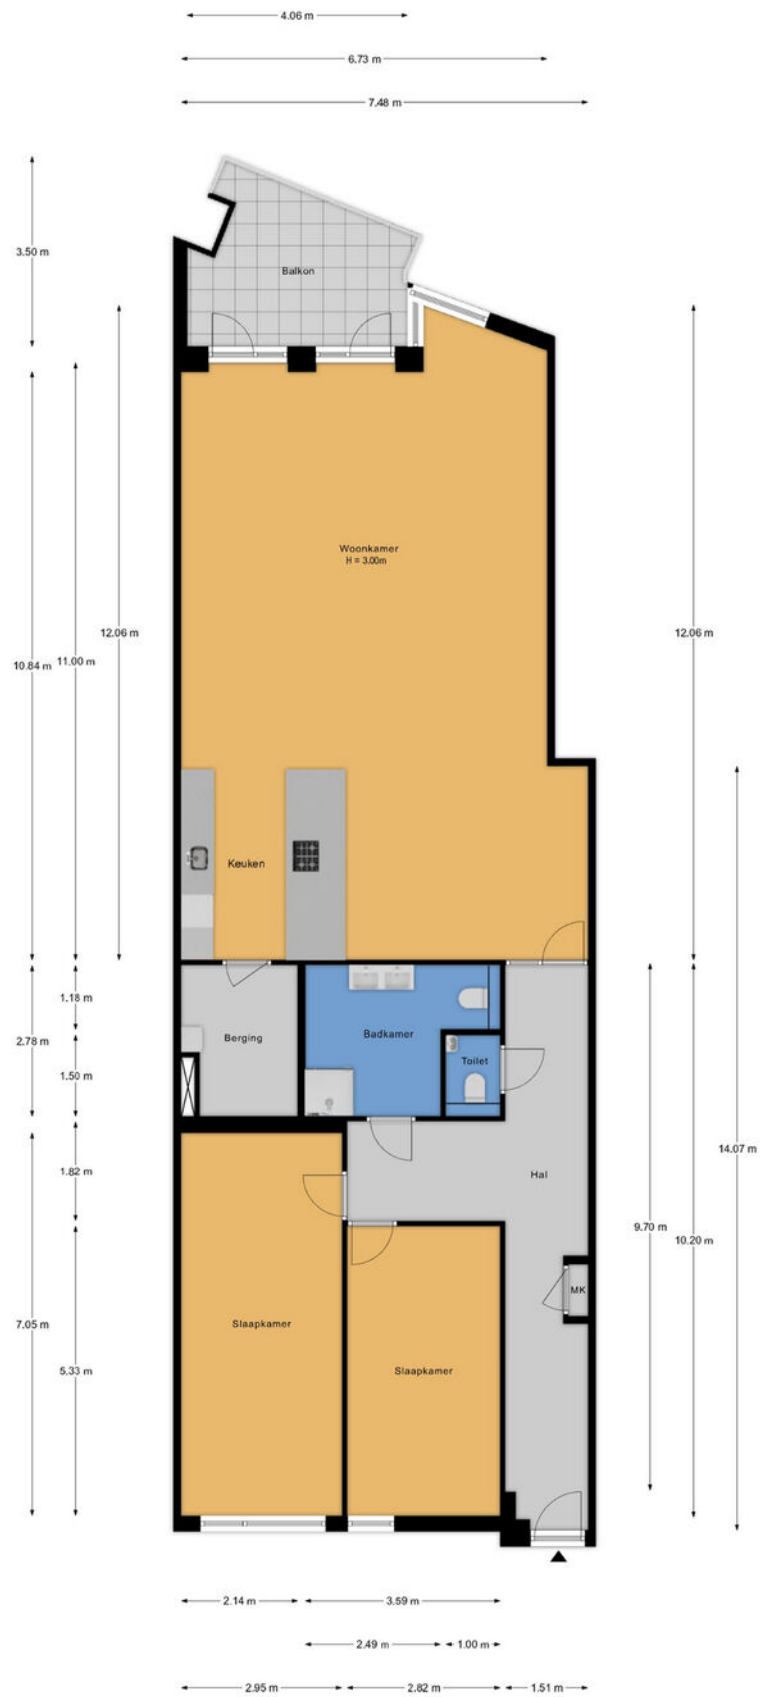 4.06 m
6.73 m
7.48 m
3.50 m
Balkon
Woonkamer
H = 3.00m
12.06 m
12.06 m
10.84 m
11.00 m
Keuken
1.18 m
2.78 m
Berging
Badkamer
Toilet
1.50 m
1.82 m
Hal
14.07 m
9.70 m
10.20 m
MK
7.05 m
Slaapkamer
5.33 m
Slaapkamer
2.14 m
3.59 m
2.49 m
1.00 m
2.95 m
2.82 m
1.51 m